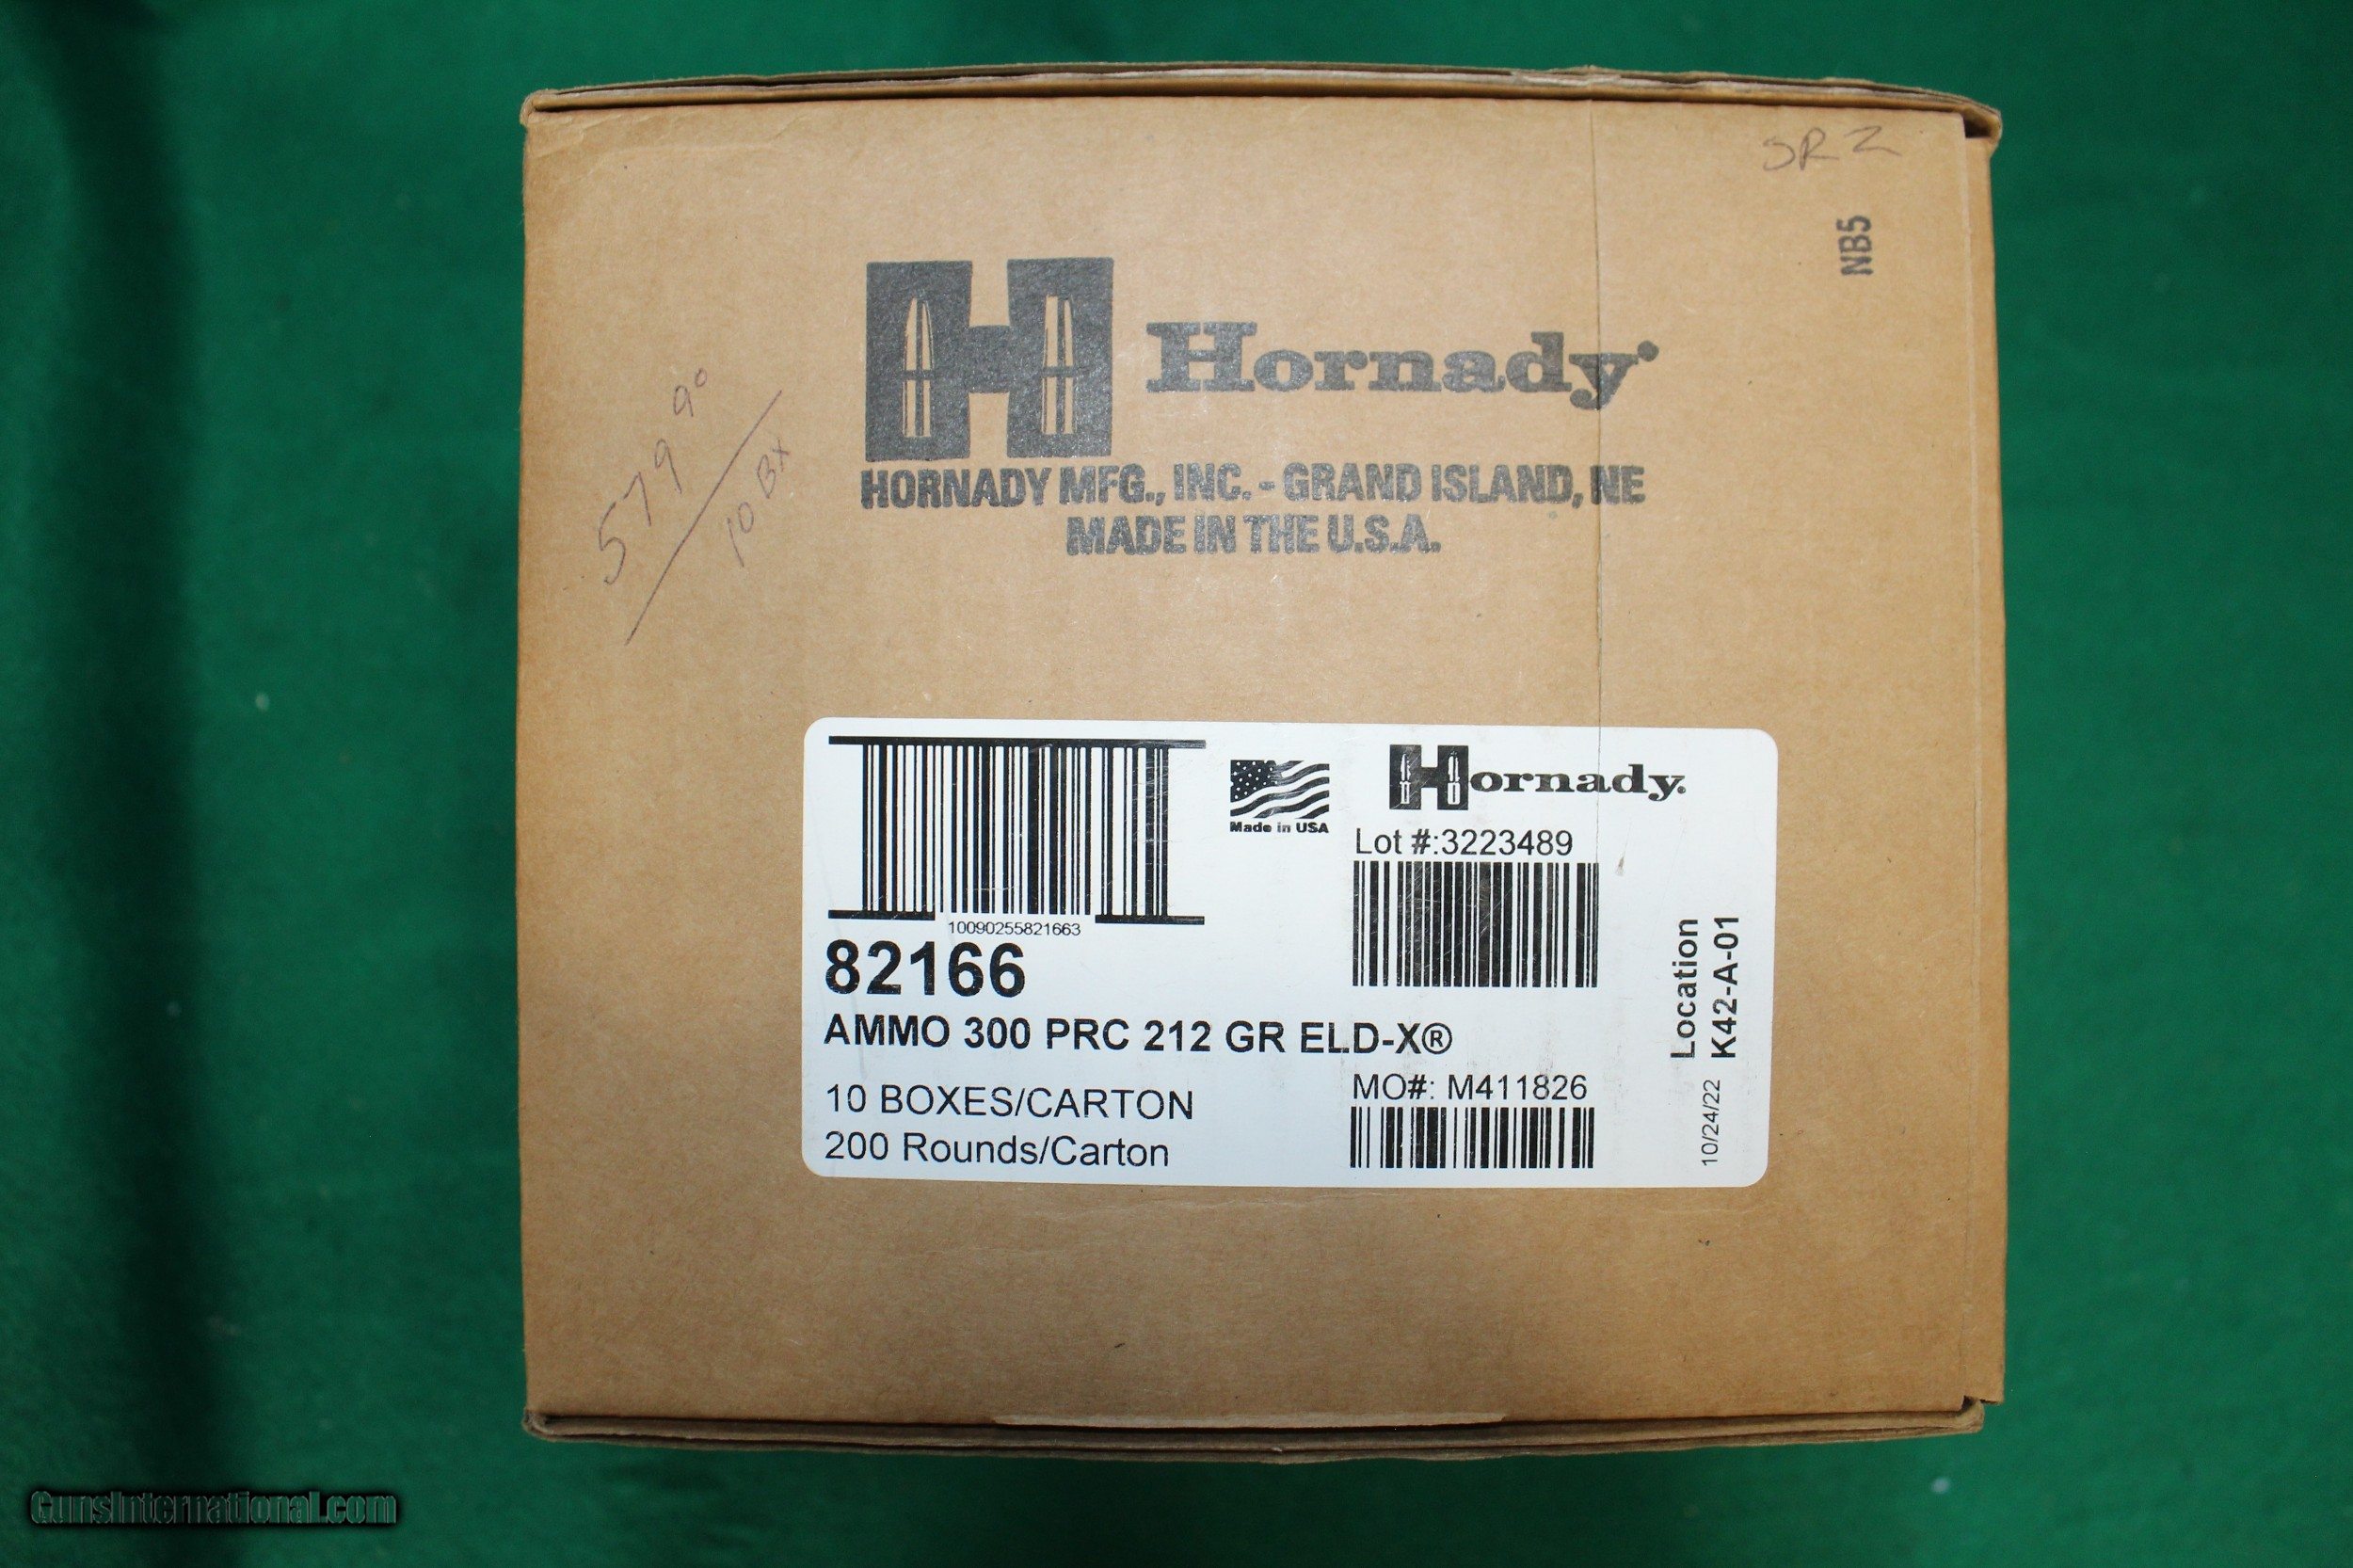 SR2
NB5
Hornady
HORNADY MFG., INC. - GRAND ISLAND, NE
MADE IN THE U.S.A.
579 90
10 BX
10090255821663
82166
AMMO 300 PRC 212 GR ELD-X®
10 BOXES/CARTON
200 Rounds/Carton
Made in USA
Hornady.
Lot #:3223489
MO#: M411826
Location
K42-A-01
10/24/22
GunsInternational.com